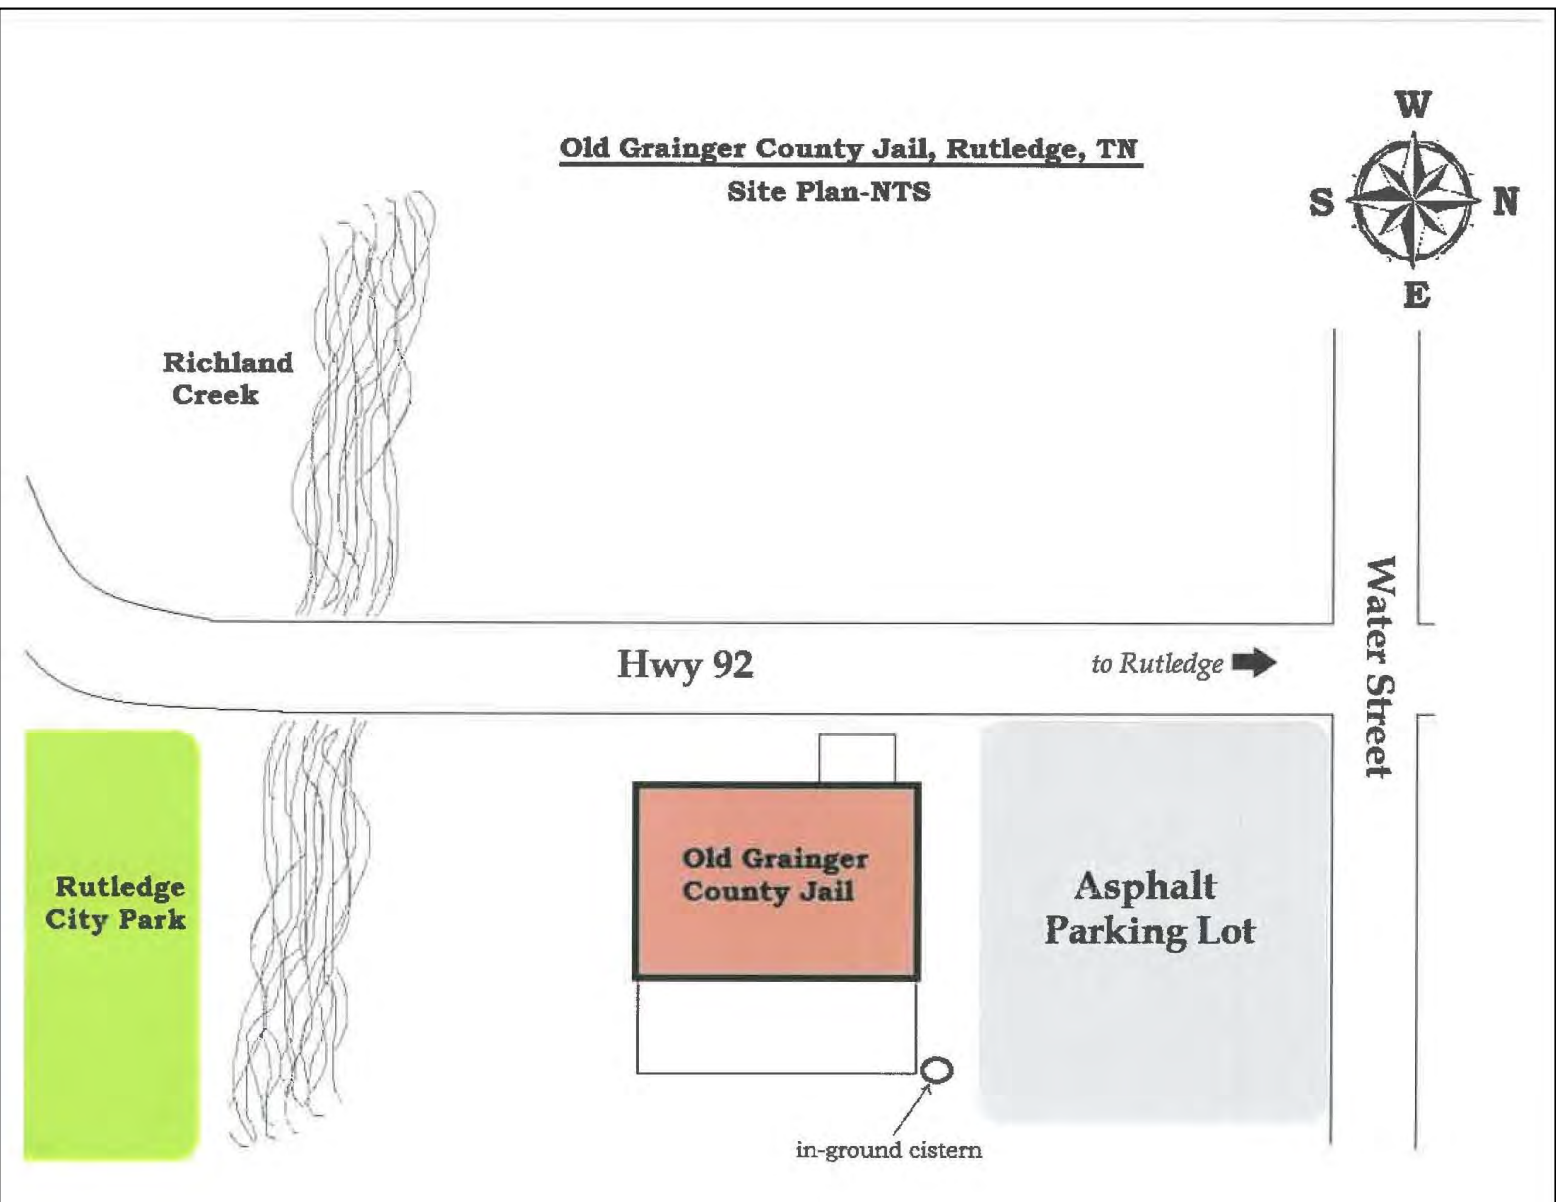 Old Grainger County Jail, Rutledge, TN
Site Plan-NTS
W
S
N
E
Richland
Creek
Hwy 92
to Rutledge
Water Street
Rutledge
City Park
Old Grainger
County Jail
Asphalt
Parking Lot
in-ground cistern